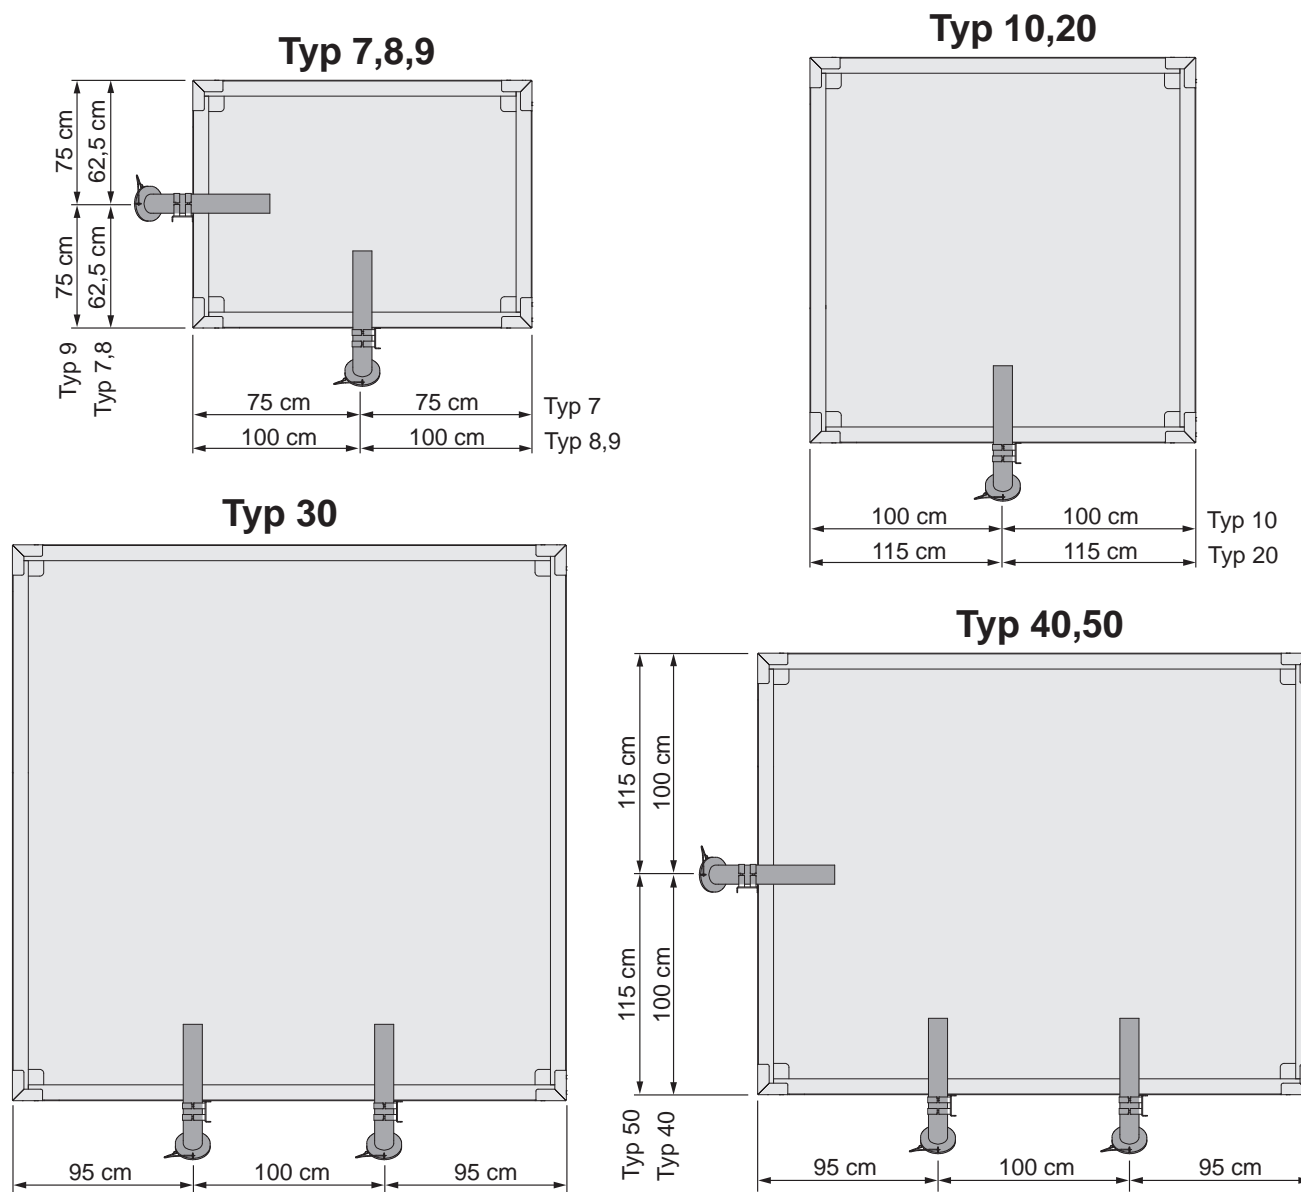 Typ 7,8,9
75 cm
62,5 cm
75 cm
62,5 cm
Typ 9
Typ 7,8
75 cm 75 cm Typ 7
100 cm 100 cm Typ 8,9
Typ 10,20
100 cm 100 cm Typ 10
115 cm 115 cm Typ 20
Typ 30
95 cm 100 cm 95 cm
Typ 40,50
115 cm
100 cm
115 cm
100 cm
Typ 50
Typ 40
95 cm 100 cm 95 cm